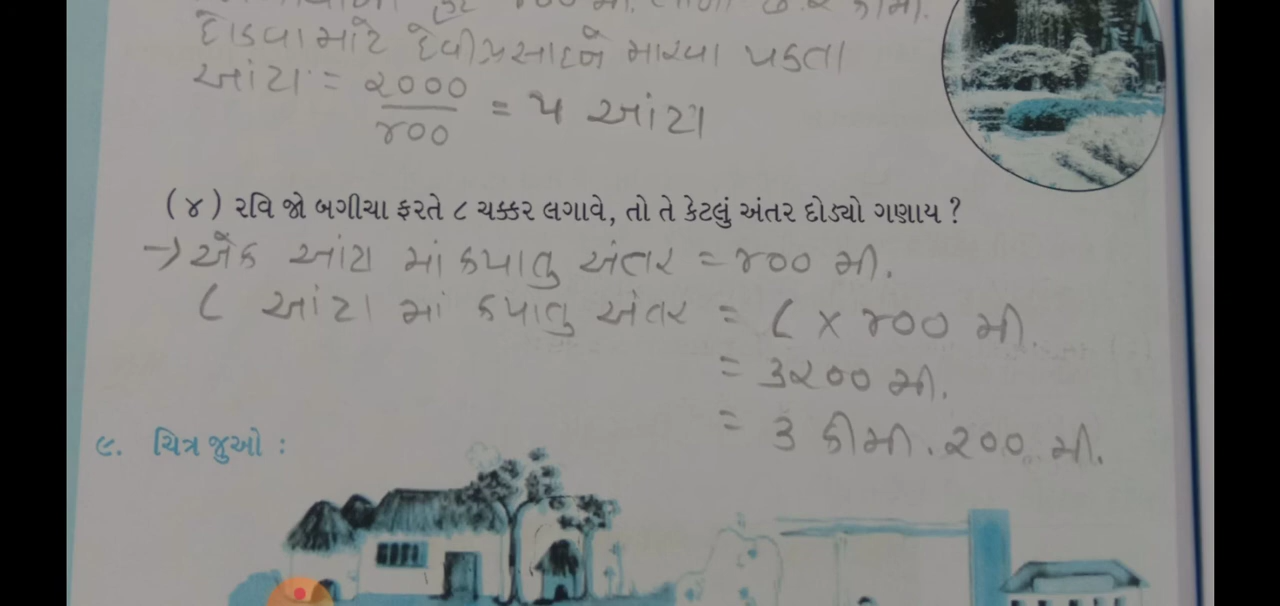 દોડવા માટે દેવીપ્રસાદને મારવા પડતા
આંટા = ૨૦૦૦ / ૪૦૦ = ૫ આંટા
(૪) રવિ જો બગીચા ફરતે ૮ ચક્કર લગાવે, તો તે કેટલું અંતર દોડ્યો ગણાય ?
→ એક આંટા માં કપાતુ અંતર = ૪૦૦ મી.
૮ આંટા માં કપાતુ અંતર = ૮ × ૪૦૦ મી.
= ૩૨૦૦ મી.
= ૩ કીમી. ૨૦૦ મી.
૯. ચિત્ર જુઓ :